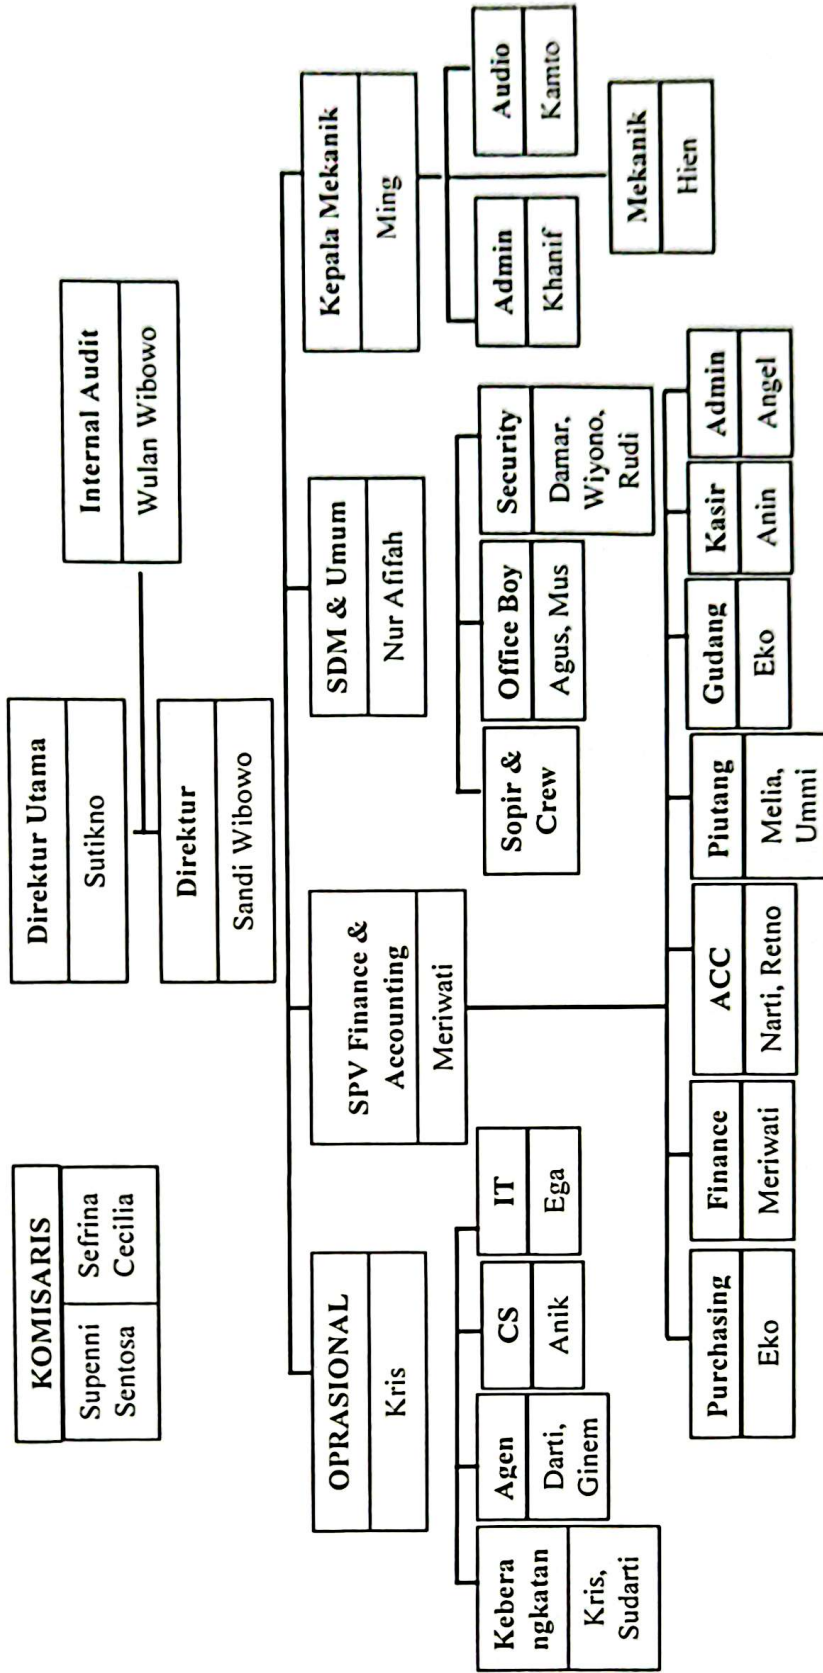 KOMISARIS
Supenni
Sentosa
Sefrina
Cecilia
Direktur Utama
Sutikno
Direktur
Sandi Wibowo
Internal Audit
Wulan Wibowo
OPRASIONAL
Kris
SPV Finance &
Accounting
Meriwati
SDM & Umum
Nur Afifah
Kepala Mekanik
Ming
Kebera
ngkatan
Kris,
Sudarti
Agen
Darti,
Ginem
CS
Anik
IT
Ega
Sopir &
Crew
Office Boy
Agus, Mus
Security
Damar,
Wiyono,
Rudi
Admin
Khanif
Audio
Kamto
Mekanik
Hien
Purchasing
Eko
Finance
Meriwati
ACC
Narti, Retno
Piutang
Melia,
Ummi
Gudang
Eko
Kasir
Anin
Admin
Angel